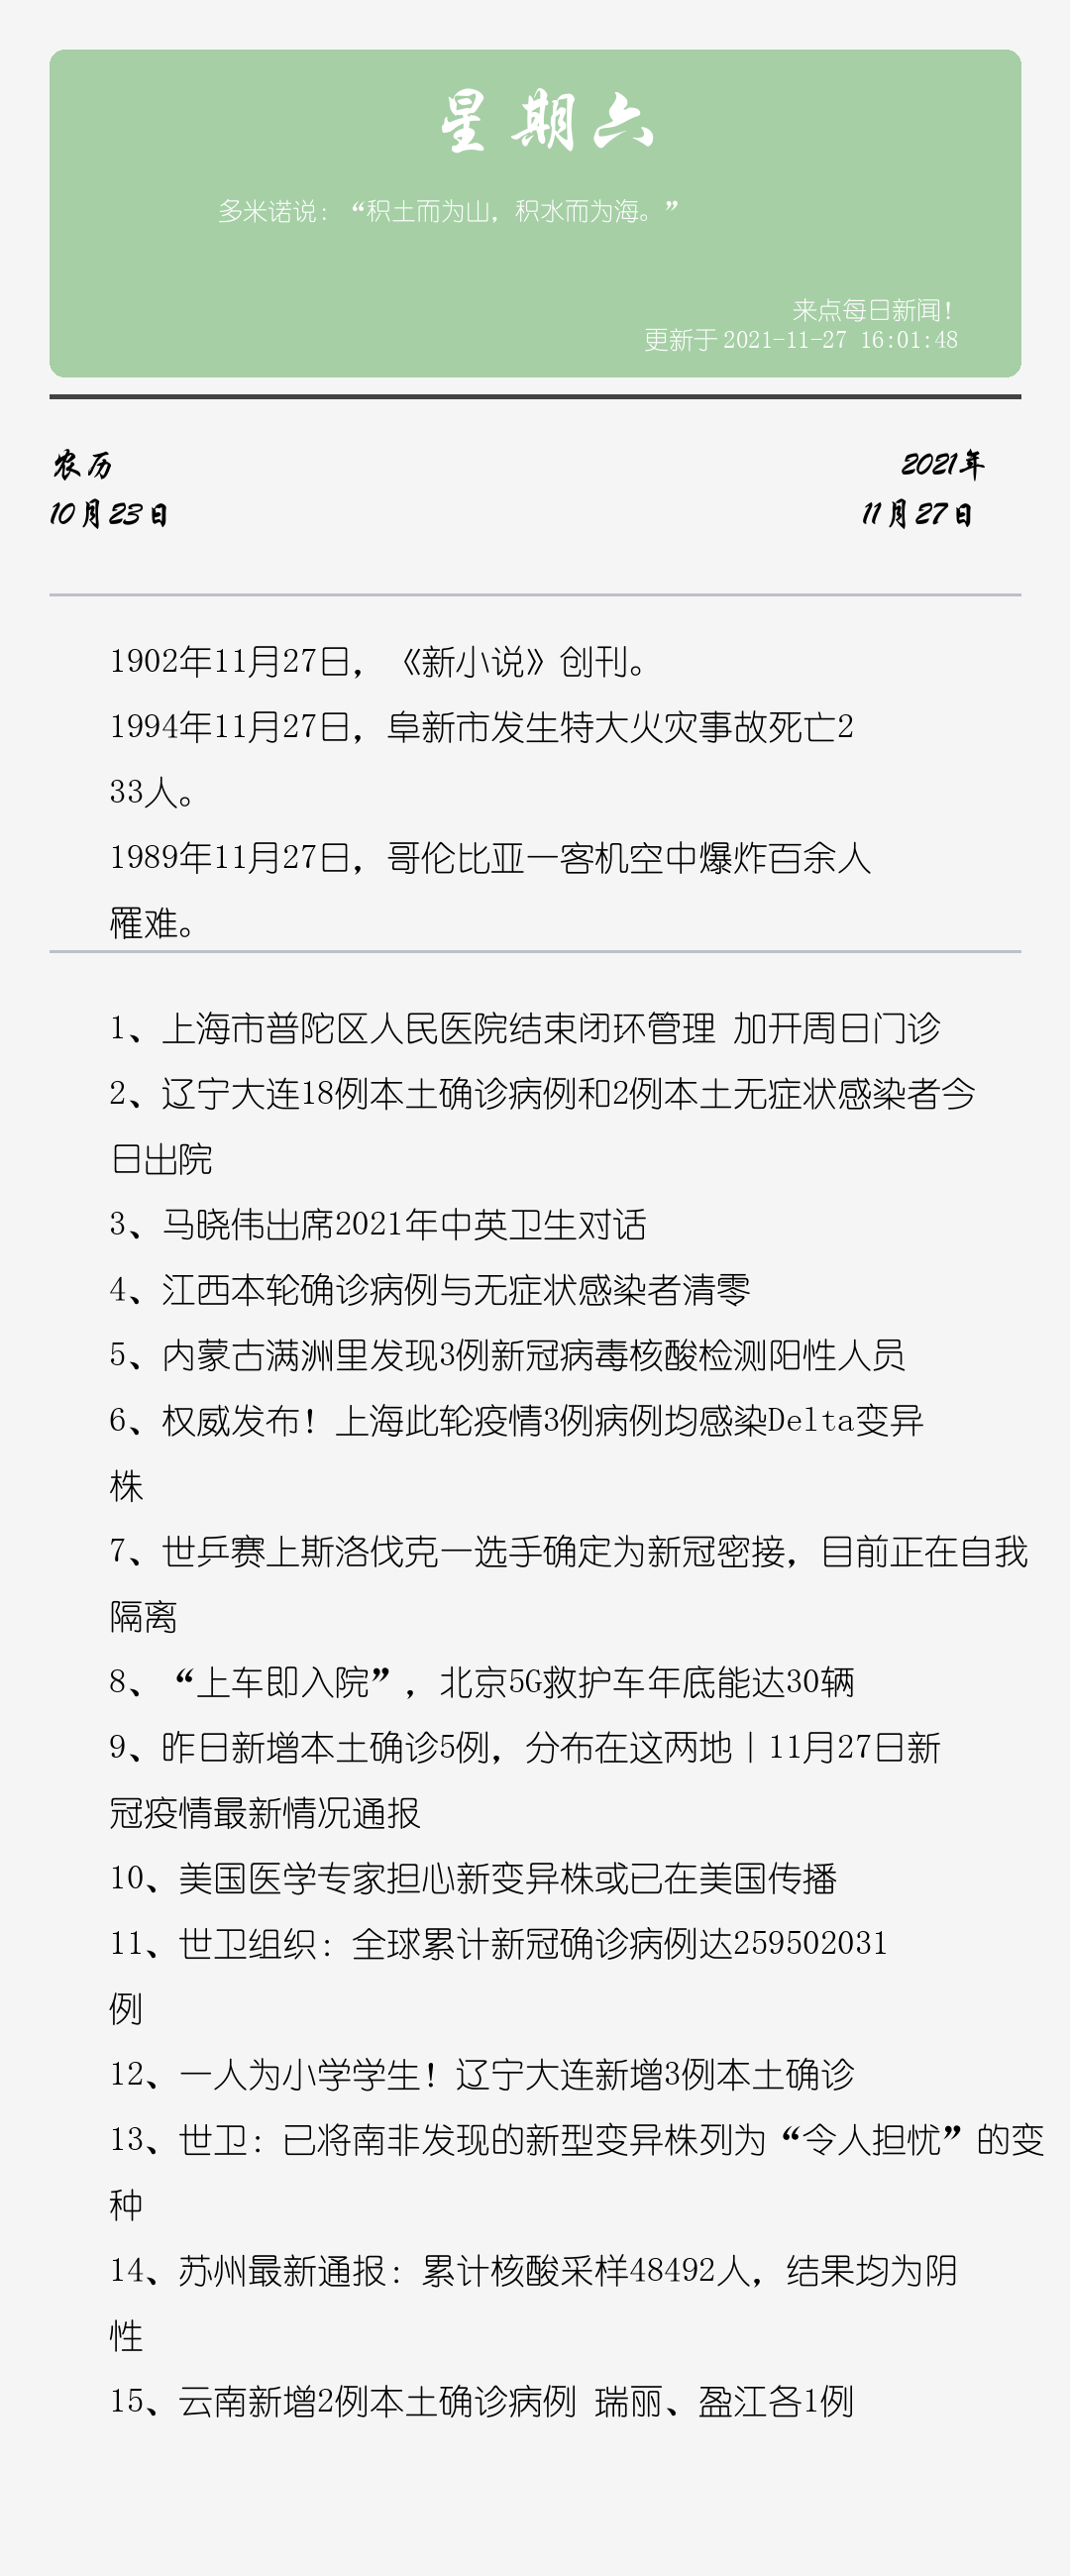 星期六
多米诺说：“积土而为山，积水而为海。”
来点每日新闻！
更新于 2021-11-27 16:01:48
农历
2021年
10月23日
11月27日
1902年11月27日，《新小说》创刊。
1994年11月27日，阜新市发生特大火灾事故死亡2
33人。
1989年11月27日，哥伦比亚一客机空中爆炸百余人
罹难。
1、上海市普陀区人民医院结束闭环管理 加开周日门诊
2、辽宁大连18例本土确诊病例和2例本土无症状感染者今
日出院
3、马晓伟出席2021年中英卫生对话
4、江西本轮确诊病例与无症状感染者清零
5、内蒙古满洲里发现3例新冠病毒核酸检测阳性人员
6、权威发布！上海此轮疫情3例病例均感染Delta变异
株
7、世乒赛上斯洛伐克一选手确定为新冠密接，目前正在自我
隔离
8、“上车即入院”，北京5G救护车年底能达30辆
9、昨日新增本土确诊5例，分布在这两地丨11月27日新
冠疫情最新情况通报
10、美国医学专家担心新变异株或已在美国传播
11、世卫组织：全球累计新冠确诊病例达259502031
例
12、一人为小学学生！辽宁大连新增3例本土确诊
13、世卫：已将南非发现的新型变异株列为“令人担忧”的变
种
14、苏州最新通报：累计核酸采样48492人，结果均为阴
性
15、云南新增2例本土确诊病例 瑞丽、盈江各1例